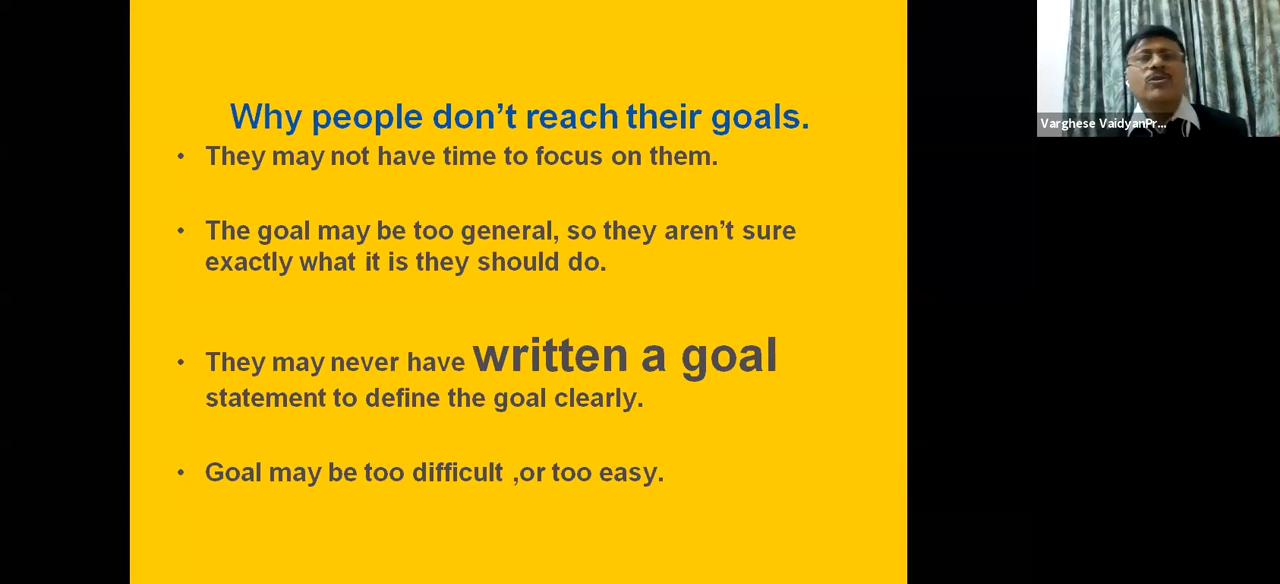 Why people don’t reach their goals.
• They may not have time to focus on them.
• The goal may be too general, so they aren’t sure
exactly what it is they should do.
• They may never have written a goal
statement to define the goal clearly.
• Goal may be too difficult ,or too easy.
Varghese VaidyanPr...